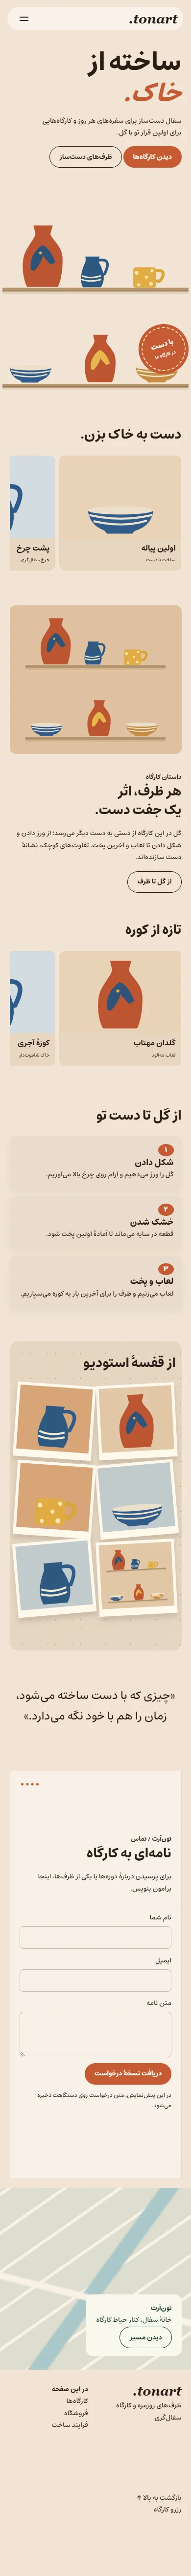 tonart.
ساخته از
خاک.
سفال دست‌ساز برای سفره‌های هر روز و کارگاه‌هایی
برای اولین قرار تو با گل.
دیدن کارگاه‌ها
ظرف‌های دست‌ساز
با دست
در کارگاه ما
دست به خاک بزن.
اولین پیاله
ساخت با دست
پشت چرخ
چرخ سفال‌گری
داستان کارگاه
هر ظرف، اثر
یک جفت دست.
گل در این کارگاه از دستی به دست دیگر می‌رسد؛ از ورز دادن و
شکل دادن تا لعاب و آخرین پخت. تفاوت‌های کوچک، نشانهٔ
دست سازنده‌اند.
از گل تا ظرف
تازه از کوره
گلدان مهتاب
لعاب مه‌آلود
کوزهٔ آجری
خاک شاموت‌دار
از گل تا دست تو
۱
شکل دادن
گل را ورز می‌دهیم و آرام روی چرخ بالا می‌آوریم.
۲
خشک شدن
قطعه در سایه می‌ماند تا آمادهٔ اولین پخت شود.
۳
لعاب و پخت
لعاب می‌زنیم و ظرف را برای آخرین بار به کوره می‌سپاریم.
از قفسهٔ استودیو
«چیزی که با دست ساخته می‌شود،
زمان را هم با خود نگه می‌دارد.»
تون‌آرت / تماس
نامه‌ای به کارگاه
برای پرسیدن دربارهٔ دوره‌ها یا یکی از ظرف‌ها، اینجا
برامون بنویس.
نام شما
ایمیل
متن نامه
دریافت نسخهٔ درخواست
در این پیش‌نمایش، متن درخواست روی دستگاهت ذخیره
می‌شود.
تون‌آرت
خانهٔ سفال، کنار حیاط کارگاه
دیدن مسیر
tonart.
ظرف‌های روزمره و کارگاه
سفال‌گری
در این صفحه
کارگاه‌ها
فروشگاه
فرایند ساخت
بازگشت به بالا ↑
رزرو کارگاه